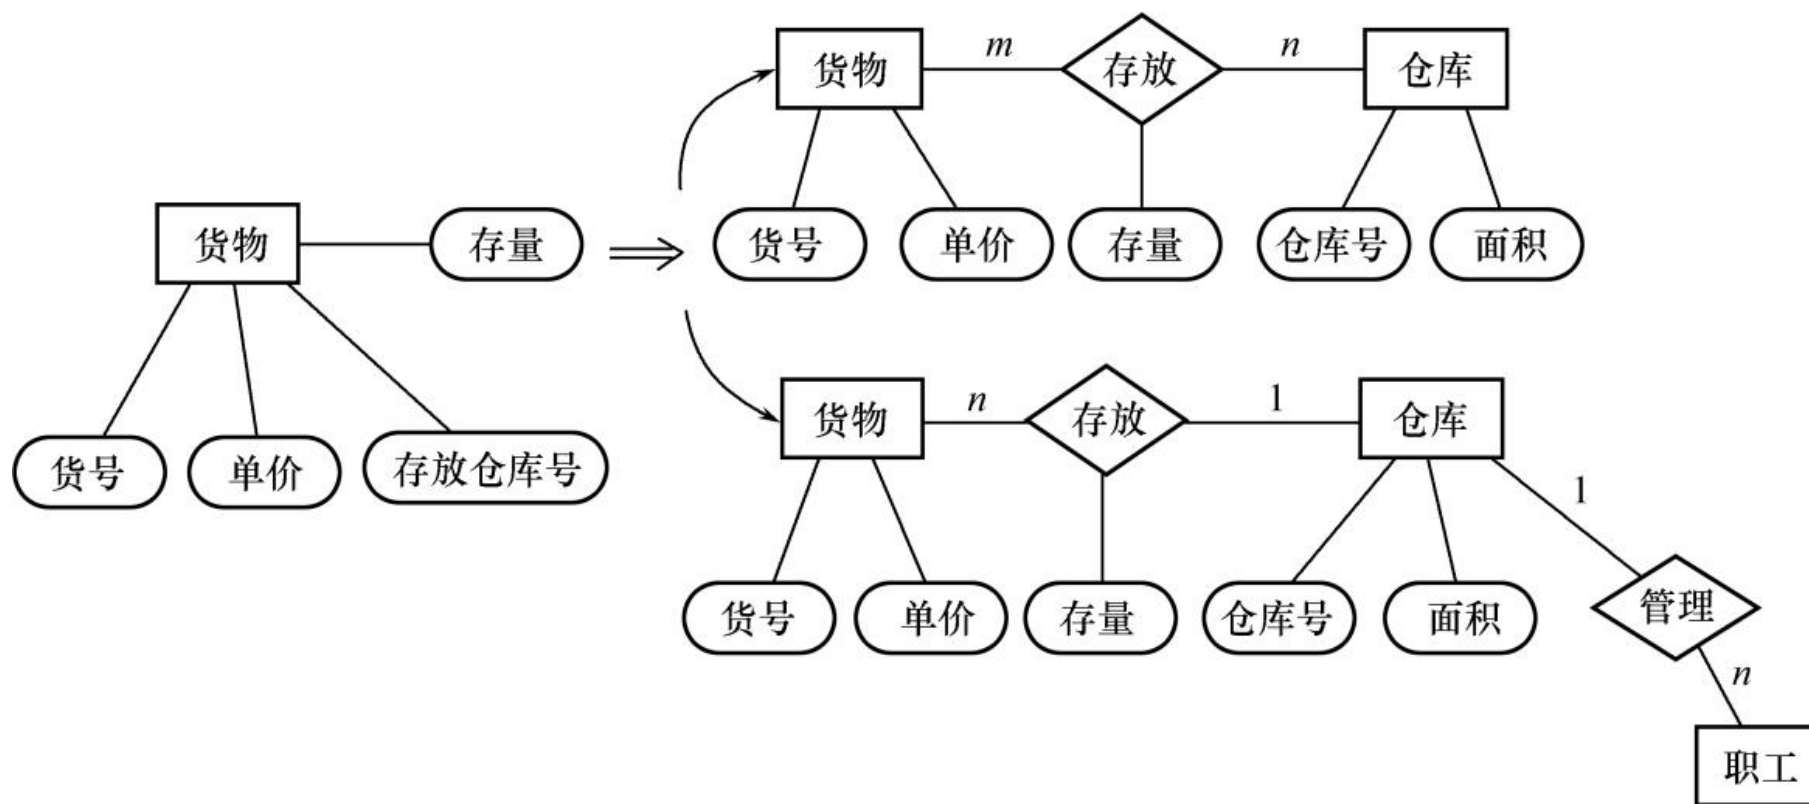 货物
存量
货号
单价
存放仓库号
货物
m
存放
n
仓库
货号
单价
存量
仓库号
面积
货物
n
存放
1
仓库
1
货号
单价
存量
仓库号
面积
管理
n
职工